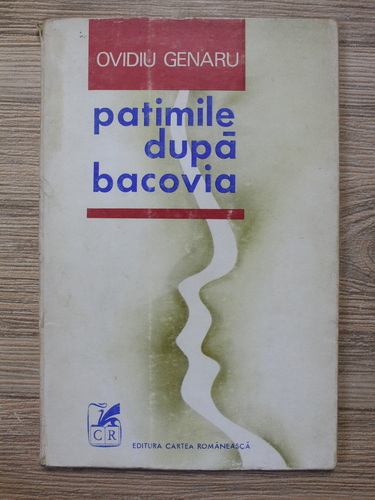 OVIDIU GENARU
patimile
după
bacovia
CR
EDITURA CARTEA ROMÂNEASCĂ